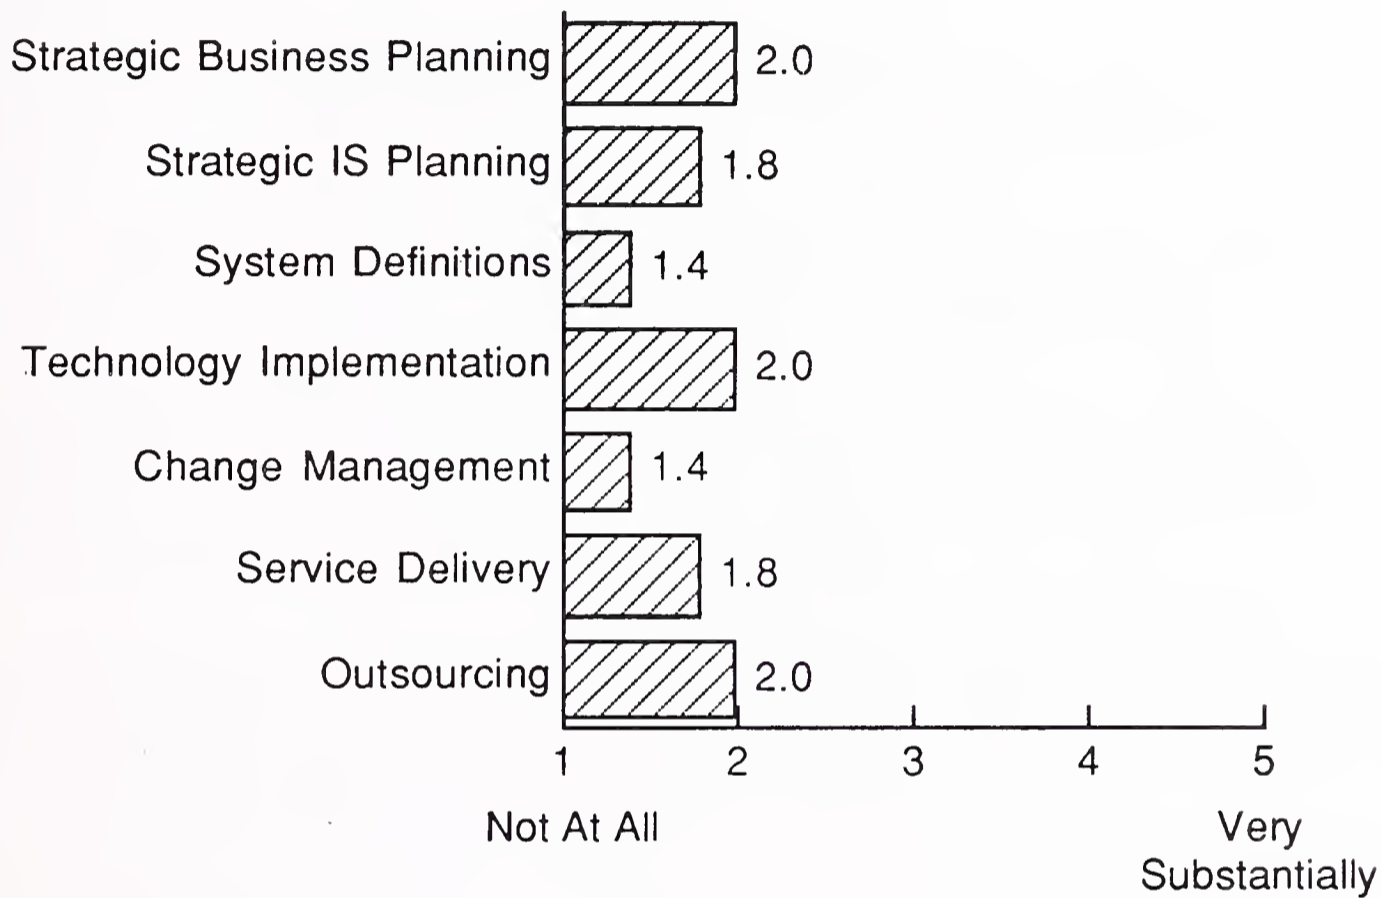 Strategic Business Planning 2.0
Strategic IS Planning 1.8
System Definitions 1.4
Technology Implementation 2.0
Change Management 1.4
Service Delivery 1.8
Outsourcing 2.0
1 2 3 4 5
Not At All Very
Substantially